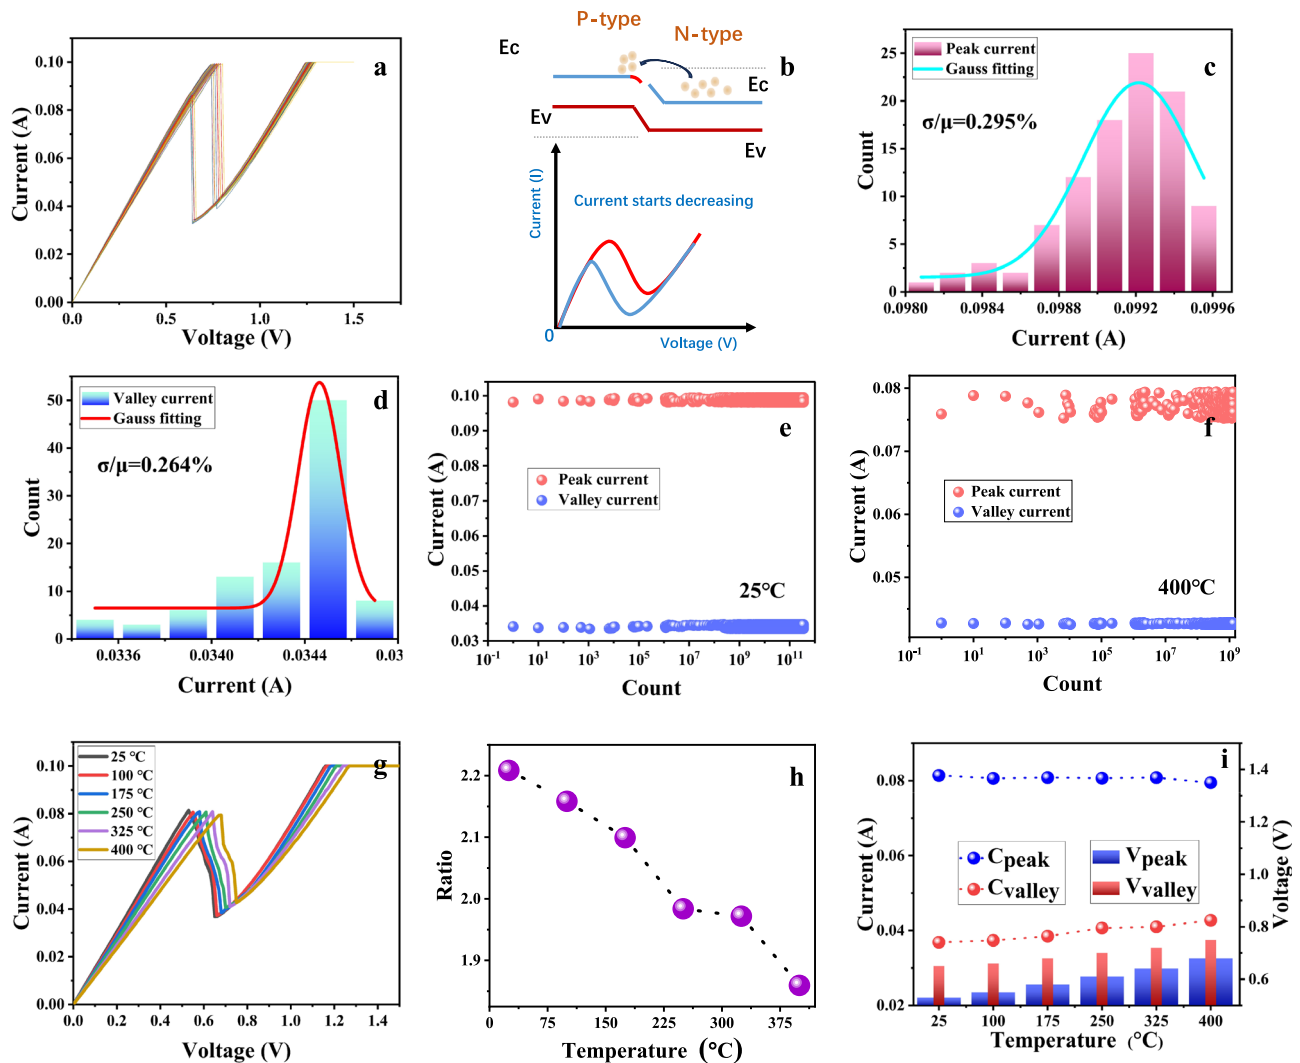 a
Current (A)
0.10
0.08
0.06
0.04
0.02
0.00
0.0
0.5
1.0
1.5
Voltage (V)
P-type
N-type
b
Ec
Ec
Ev
Ev
Current (I)
Current starts decreasing
0
Voltage (V)
Peak current
Gauss fitting
c
σ/μ=0.295%
Count
25
20
15
10
5
0
0.0980
0.0984
0.0988
0.0992
0.0996
Current (A)
Valley current
Gauss fitting
d
σ/μ=0.264%
Count
50
40
30
20
10
0
0.0336
0.0340
0.0344
0.03
Current (A)
e
Current (A)
0.10
0.09
0.08
0.07
0.06
0.05
0.04
0.03
Peak current
Valley current
25°C
10⁻¹
10¹
10³
10⁵
10⁷
10⁹
10¹¹
Count
f
Current (A)
0.08
0.07
0.06
0.05
Peak current
Valley current
400°C
10⁻¹
10¹
10³
10⁵
10⁷
10⁹
Count
25 °C
100 °C
175 °C
250 °C
325 °C
400 °C
g
Current (A)
0.10
0.08
0.06
0.04
0.02
0.00
0.0
0.2
0.4
0.6
0.8
1.0
1.2
1.4
Voltage (V)
h
Ratio
2.2
2.1
2.0
1.9
0
75
150
225
300
375
Temperature (°C)
i
Current (A)
0.08
0.08
0.06
0.04
0.02
Cpeak
Cvalley
Vpeak
Vvalley
1.4
1.2
1.0
0.8
0.6
Voltage (V)
25
100
175
250
325
400
Temperature (°C)